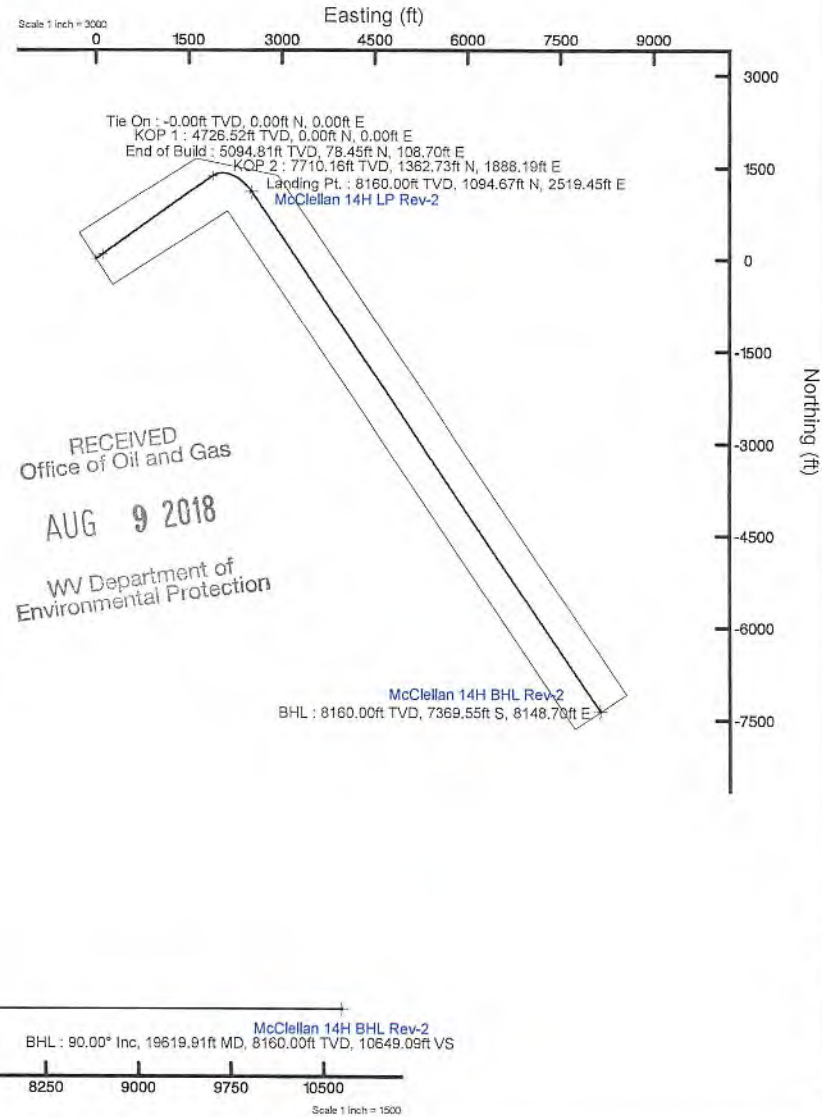 Easting (ft)
Scale 1 inch = 3000
0 1500 3000 4500 6000 7500 9000
3000
Tie On : -0.00ft TVD, 0.00ft N, 0.00ft E
KOP 1 : 4726.52ft TVD, 0.00ft N, 0.00ft E
End of Build : 5094.81ft TVD, 78.45ft N, 108.70ft E
KOP 2 : 7710.16ft TVD, 1362.73ft N, 1888.19ft E
1500
Landing Pt. : 8160.00ft TVD, 1094.67ft N, 2519.45ft E
McClellan 14H LP Rev-2
0
-1500
Northing (ft)
-3000
RECEIVED
Office of Oil and Gas
AUG 9 2018
WV Department of
Environmental Protection
-4500
-6000
McClellan 14H BHL Rev-2
BHL : 8160.00ft TVD, 7369.55ft S, 8148.70ft E
-7500
McClellan 14H BHL Rev-2
BHL : 90.00° Inc, 19619.91ft MD, 8160.00ft TVD, 10649.09ft VS
8250 9000 9750 10500
Scale 1 inch = 1500